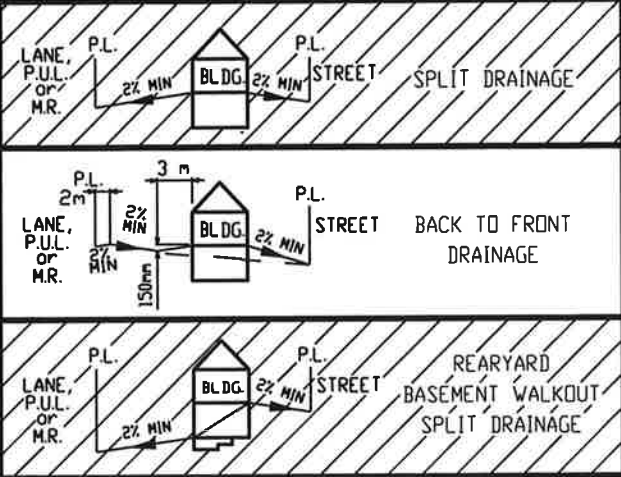 LANE,
P.U.L.
or
M.R.
P.L.
2% MIN
BLDG.
2% MIN
P.L.
STREET
SPLIT DRAINAGE
LANE,
P.U.L.
or
M.R.
P.L.
2m
2% MIN
2% MIN
3 m
150mm
BLDG.
2% MIN
P.L.
STREET
BACK TO FRONT
DRAINAGE
LANE,
P.U.L.
or
M.R.
P.L.
2% MIN
BLDG.
2% MIN
P.L.
STREET
REARYARD
BASEMENT WALKOUT
SPLIT DRAINAGE